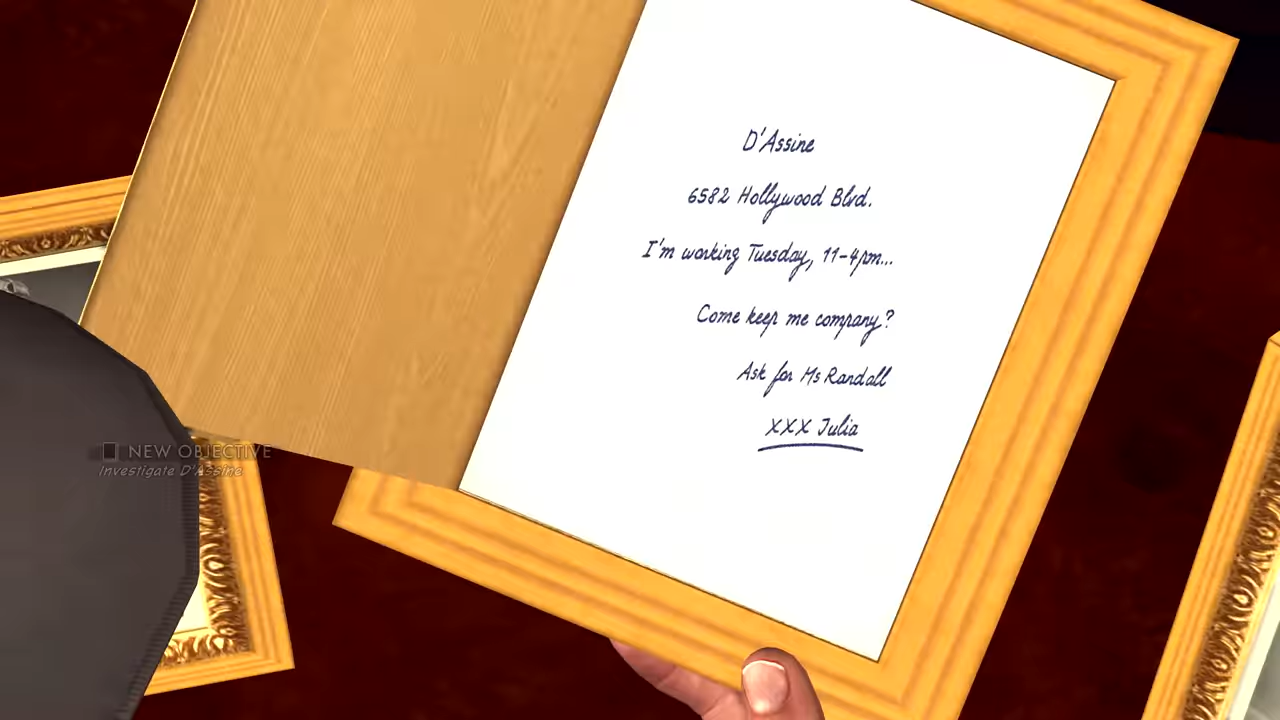 D'Assine
6582 Hollywood Blvd.
I'm working Tuesday, 11-4pm...
Come keep me company?
Ask for Ms Randall
XXX Julia
NEW OBJECTIVE
Investigate D'Assine